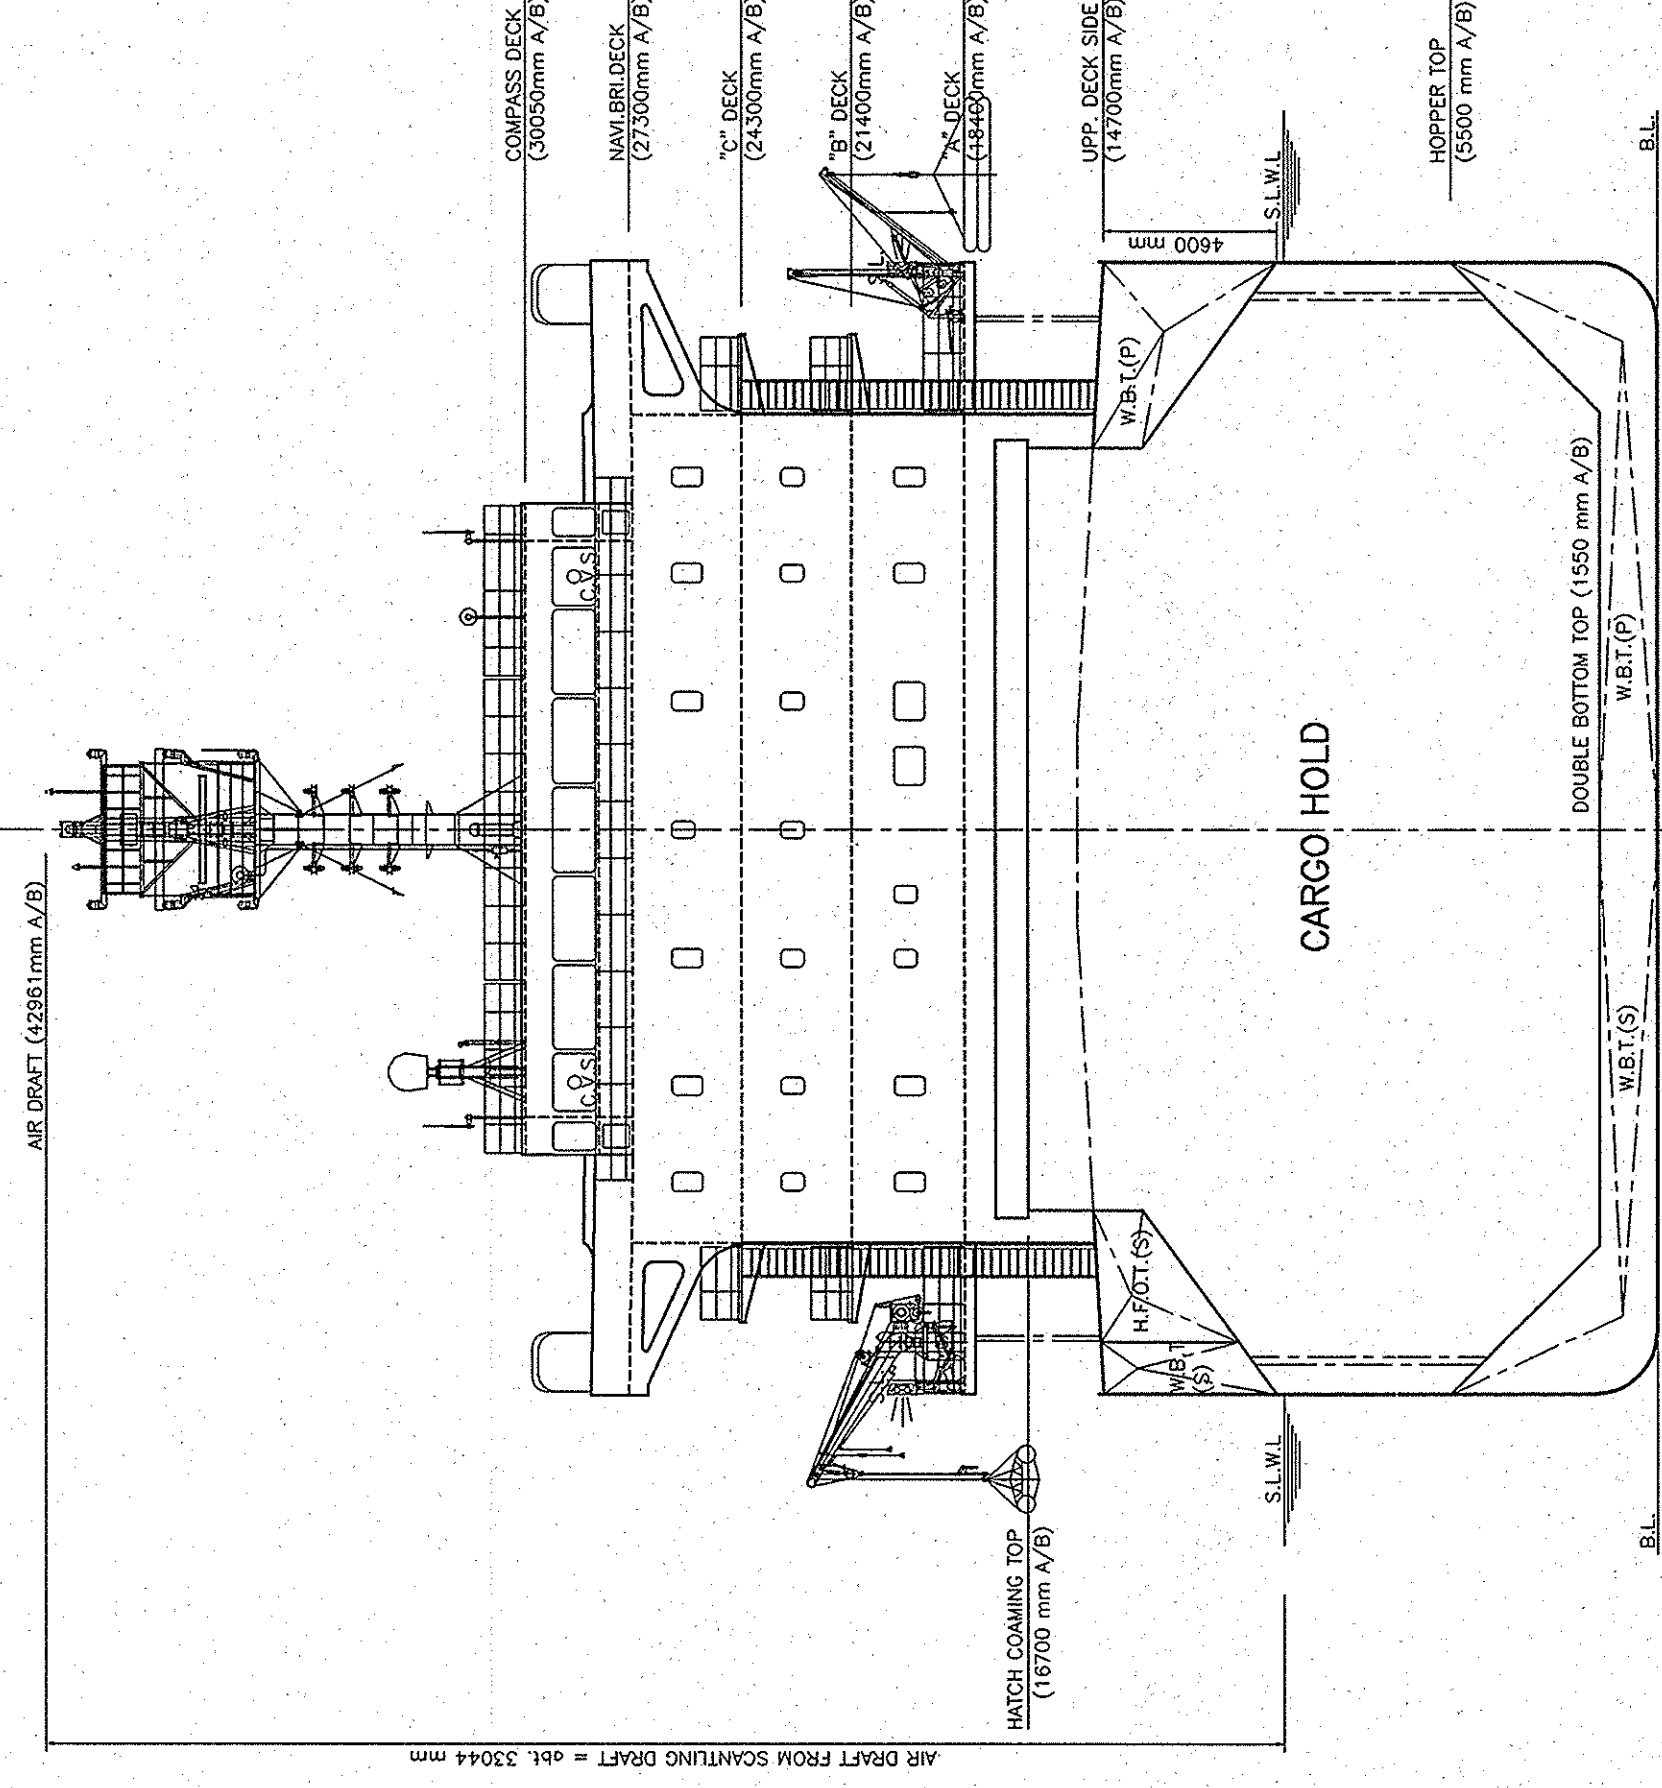 AIR DRAFT (42961mm A/B)
COMPASS DECK
(30050mm A/B)
NAVI.BRI.DECK
(27300mm A/B)
"C" DECK
(24300mm A/B)
"B" DECK
(21400mm A/B)
"A" DECK
(18400mm A/B)
UPP. DECK SIDE
(14700mm A/B)
4600 mm
S.L.W.L
HOPPER TOP
(5500 mm A/B)
B.L.
S.L
C.V.S
C.V.S
W.B.T.(P)
H.F.O.T.(S)
W.B.T
(S)
CARGO HOLD
DOUBLE BOTTOM TOP (1550 mm A/B)
W.B.T.(P)
W.B.T.(S)
HATCH COAMING TOP
(16700 mm A/B)
S.L.W.L
B.L.
AIR DRAFT FROM SCANTLING DRAFT = abt. 33044 mm